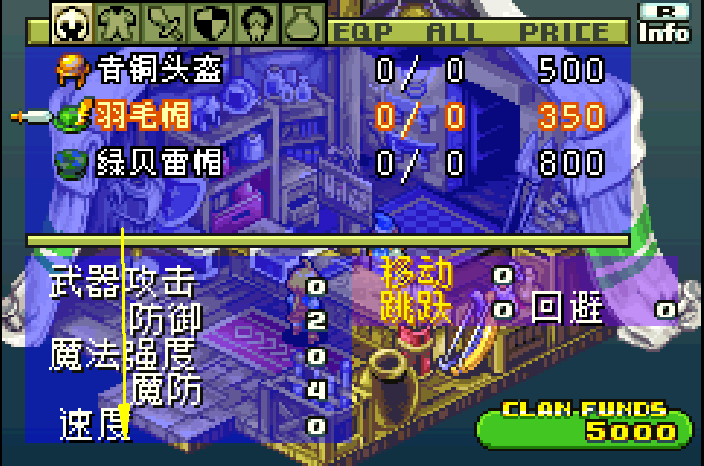 EQP ALL PRICE R
Info
青铜头盔 0/ 0 500
羽毛帽 0/ 0 350
绿贝雷帽 0/ 0 800
武器攻击 0 移动 0
防御 2 跳跃 0 回避 0
魔法强度 0
魔防 4
速度 0
CLAN FUNDS
5000